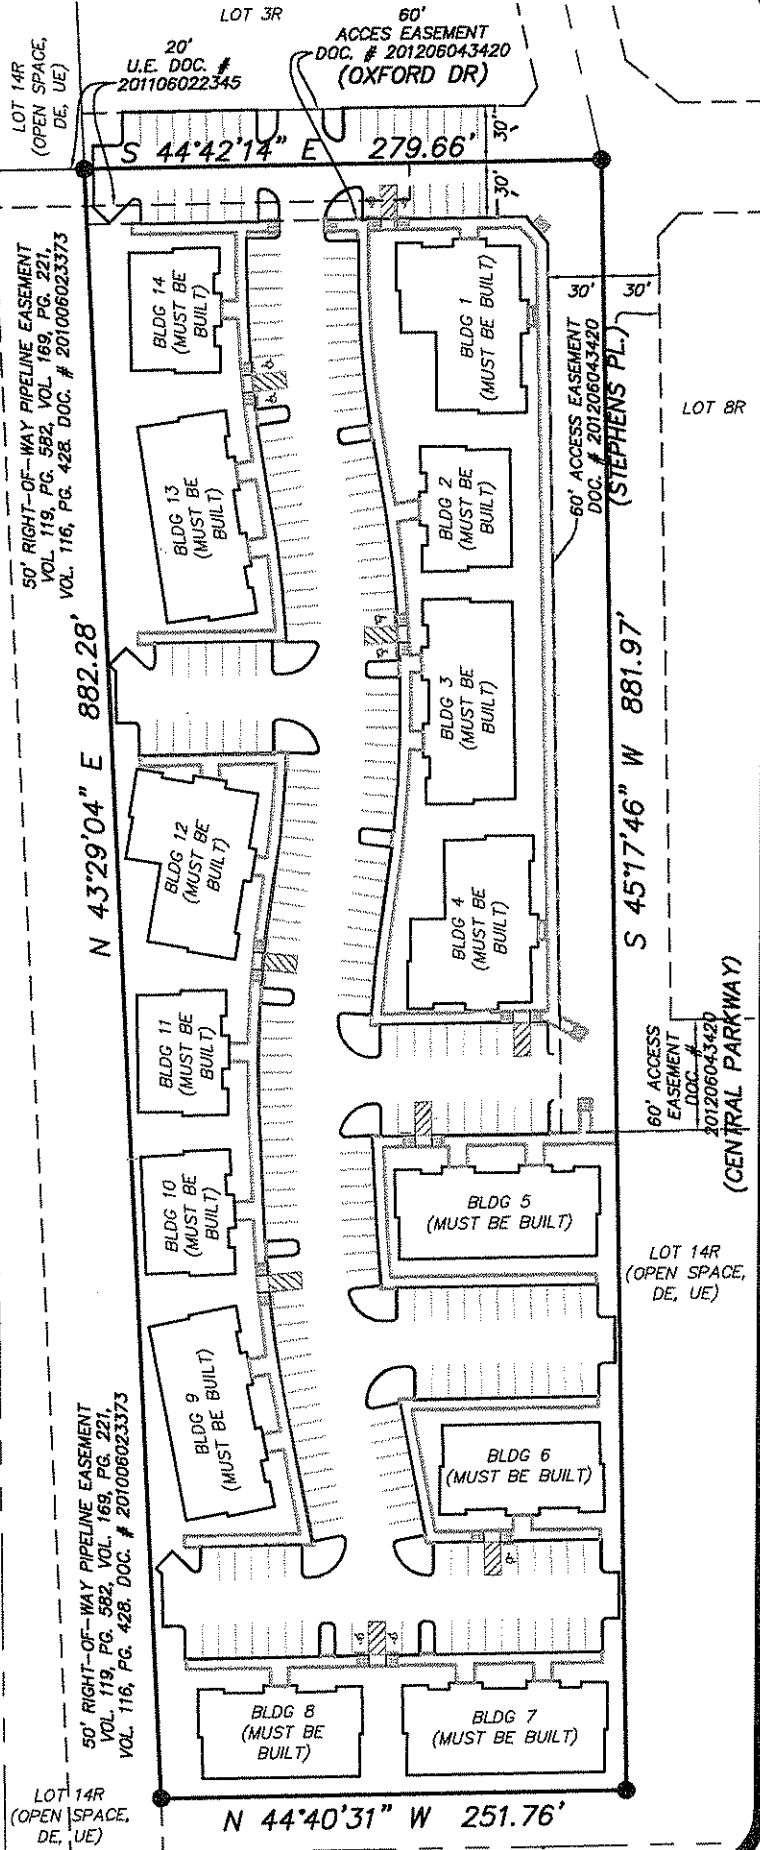 LOT 3R
60'
ACCES EASEMENT
DOC. # 201206043420
(OXFORD DR)
20'
U.E. DOC. #
201106022345
LOT 14R
(OPEN SPACE,
DE, UE)
S 44°42'14" E 279.66'
30'
30'
50' RIGHT-OF-WAY PIPELINE EASEMENT
VOL. 119, PG. 582, VOL. 169, PG. 221,
VOL. 116, PG. 428. DOC. # 201006023373
BLDG 14
(MUST BE
BUILT)
BLDG 1
(MUST BE BUILT)
30'
30'
60' ACCESS EASEMENT
DOC. # 201206043420
(STEPHENS PL.)
LOT 8R
BLDG 13
(MUST BE
BUILT)
BLDG 2
(MUST BE
BUILT)
N 43°29'04" E 882.28'
BLDG 3
(MUST BE
BUILT)
S 45°17'46" W 881.97'
BLDG 12
(MUST BE
BUILT)
BLDG 4
(MUST BE
BUILT)
BLDG 11
(MUST BE
BUILT)
60' ACCESS
EASEMENT
DOC. #
201206043420
(CENTRAL PARKWAY)
BLDG 10
(MUST BE
BUILT)
BLDG 5
(MUST BE BUILT)
LOT 14R
(OPEN SPACE,
DE, UE)
BLDG 9
(MUST BE BUILT)
BLDG 6
(MUST BE BUILT)
50' RIGHT-OF-WAY PIPELINE EASEMENT
VOL. 119, PG. 582, VOL. 169, PG. 221,
VOL. 116, PG. 428. DOC. # 201006023373
BLDG 8
(MUST BE
BUILT)
BLDG 7
(MUST BE BUILT)
LOT 14R
(OPEN SPACE,
DE, UE)
N 44°40'31" W 251.76'